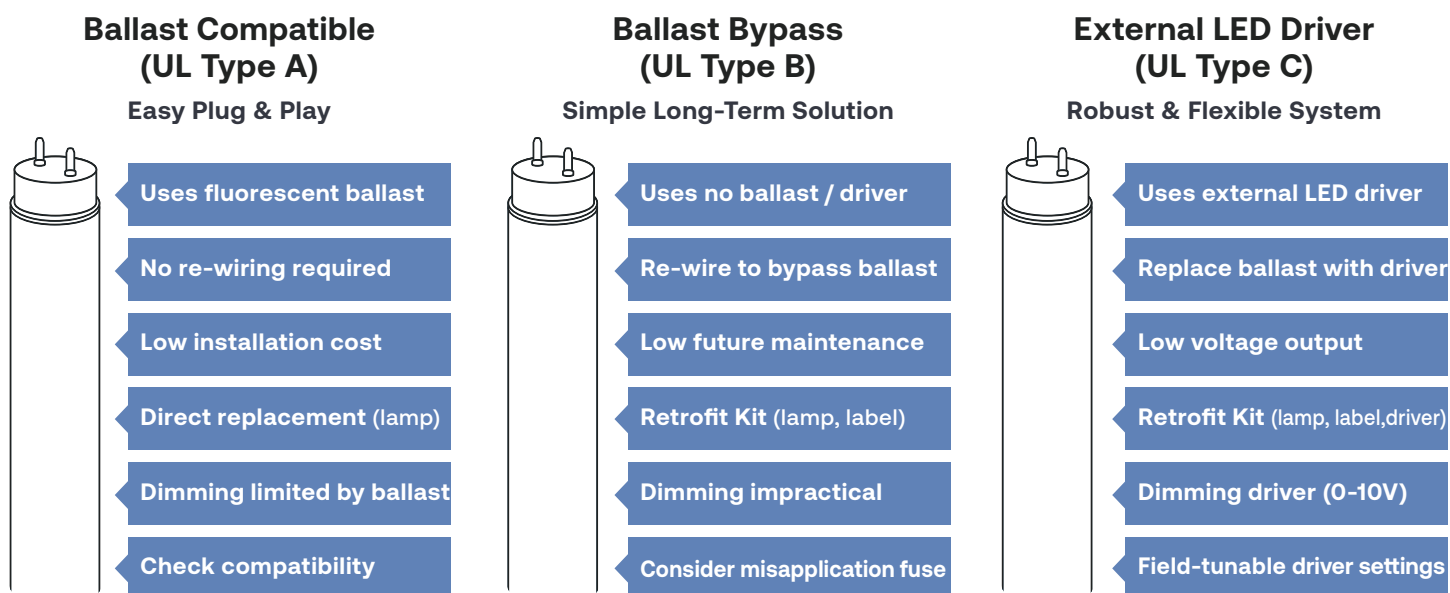 Ballast Compatible
(UL Type A)
Easy Plug & Play
Uses fluorescent ballast
No re-wiring required
Low installation cost
Direct replacement (lamp)
Dimming limited by ballast
Check compatibility
Ballast Bypass
(UL Type B)
Simple Long-Term Solution
Uses no ballast / driver
Re-wire to bypass ballast
Low future maintenance
Retrofit Kit (lamp, label)
Dimming impractical
Consider misapplication fuse
External LED Driver
(UL Type C)
Robust & Flexible System
Uses external LED driver
Replace ballast with driver
Low voltage output
Retrofit Kit (lamp, label,driver)
Dimming driver (0-10V)
Field-tunable driver settings